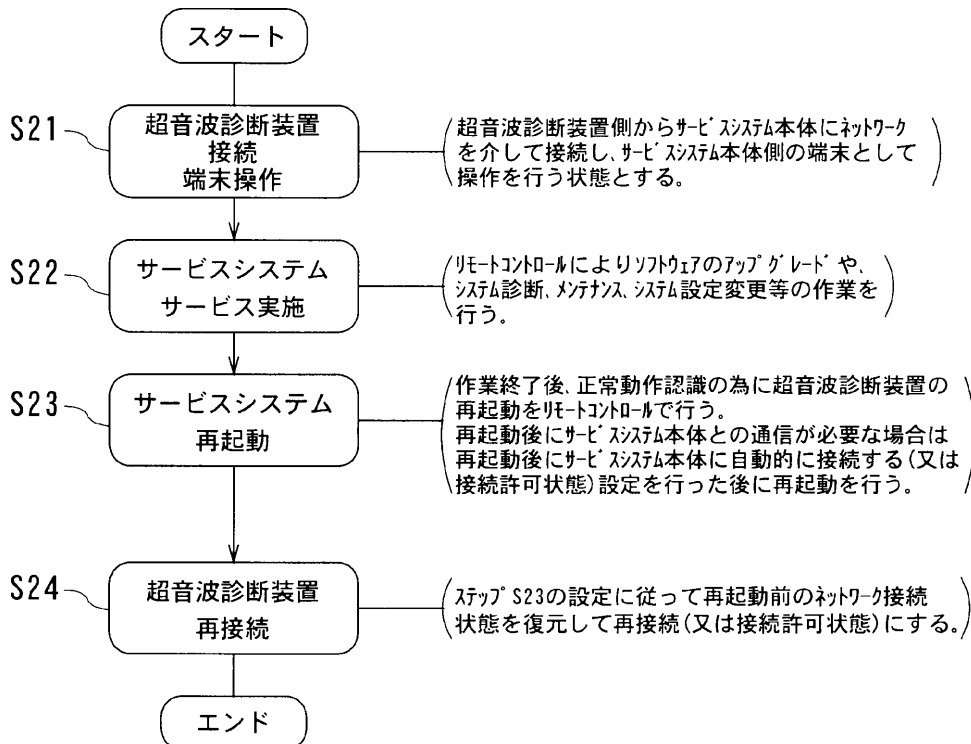 スタート
S21
超音波診断装置
接続
端末操作
超音波診断装置側からｻｰﾋﾞｽｼｽﾃﾑ本体にﾈｯﾄﾜｰｸ
を介して接続し､ｻｰﾋﾞｽｼｽﾃﾑ本体側の端末として
操作を行う状態とする｡
S22
サービスシステム
サービス実施
ﾘﾓｰﾄｺﾝﾄﾛｰﾙによりｿﾌﾄｳｪｱのｱｯﾌﾟｸﾞﾚｰﾄﾞや､
ｼｽﾃﾑ診断､ﾒﾝﾃﾅﾝｽ､ｼｽﾃﾑ設定変更等の作業を
行う｡
S23
サービスシステム
再起動
作業終了後､正常動作認識の為に超音波診断装置の
再起動をﾘﾓｰﾄｺﾝﾄﾛｰﾙで行う｡
再起動後にｻｰﾋﾞｽｼｽﾃﾑ本体との通信が必要な場合は
再起動後にｻｰﾋﾞｽｼｽﾃﾑ本体に自動的に接続する(又は
接続許可状態)設定を行った後に再起動を行う｡
S24
超音波診断装置
再接続
ｽﾃｯﾌﾟS23の設定に従って再起動前のﾈｯﾄﾜｰｸ接続
状態を復元して再接続(又は接続許可状態)にする｡
エンド